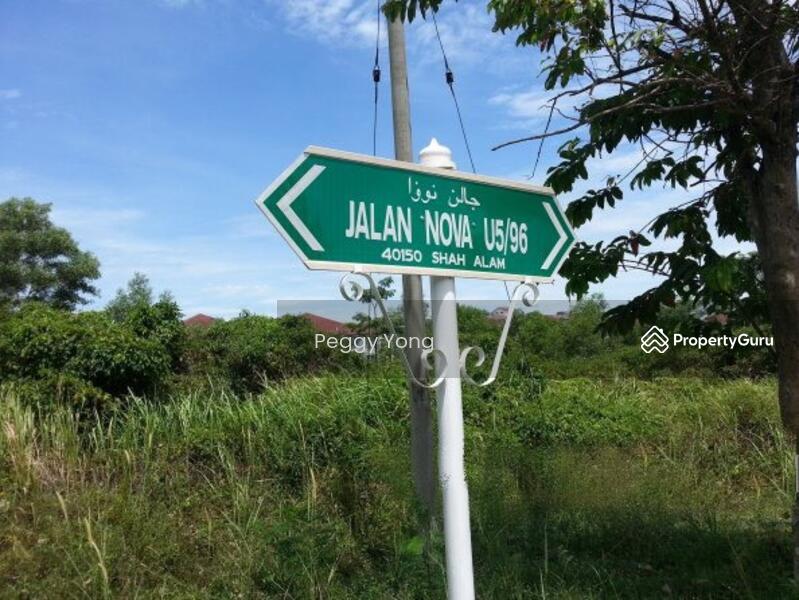 جالن نوۏا
JALAN NOVA U5/96
40150 SHAH ALAM
Peggy Yong
PropertyGuru